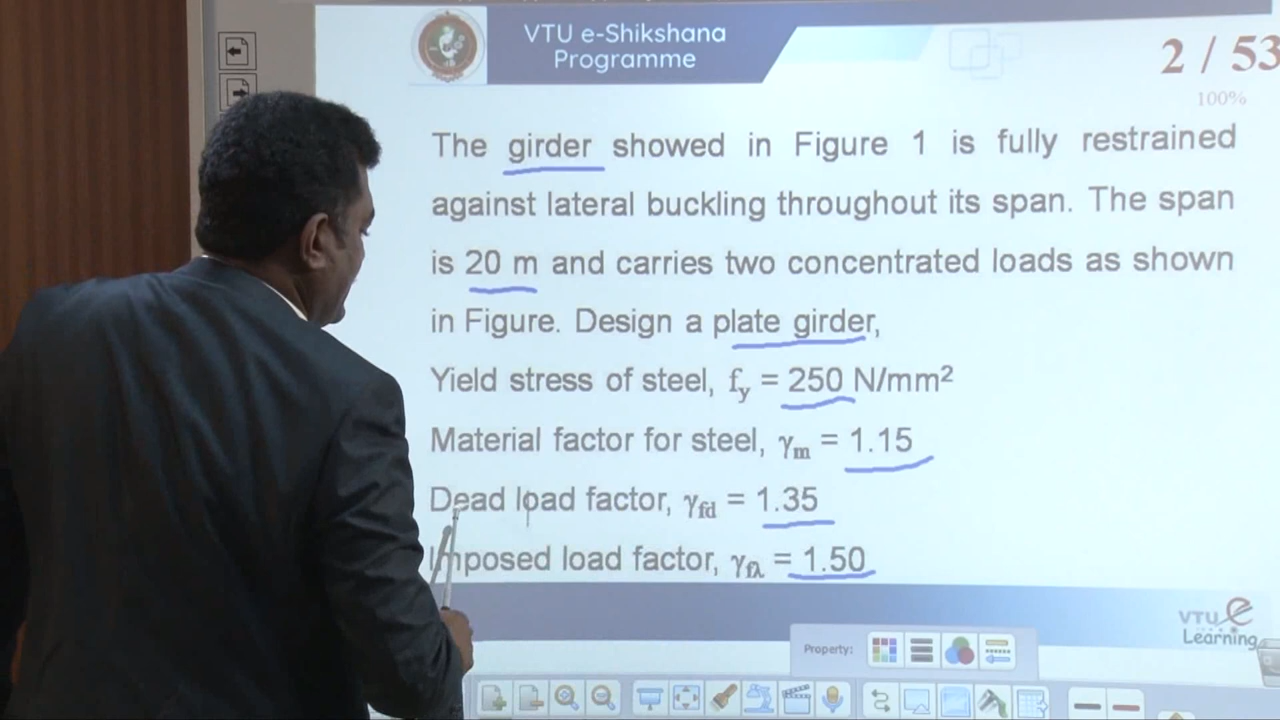 VTU e-Shikshana
Programme
2 / 53
100%
The girder showed in Figure 1 is fully restrained
against lateral buckling throughout its span. The span
is 20 m and carries two concentrated loads as shown
in Figure. Design a plate girder,
Yield stress of steel, fy = 250 N/mm²
Material factor for steel, γm = 1.15
Dead load factor, γfd = 1.35
Imposed load factor, γfλ = 1.50
VTU e
Learning
Property: